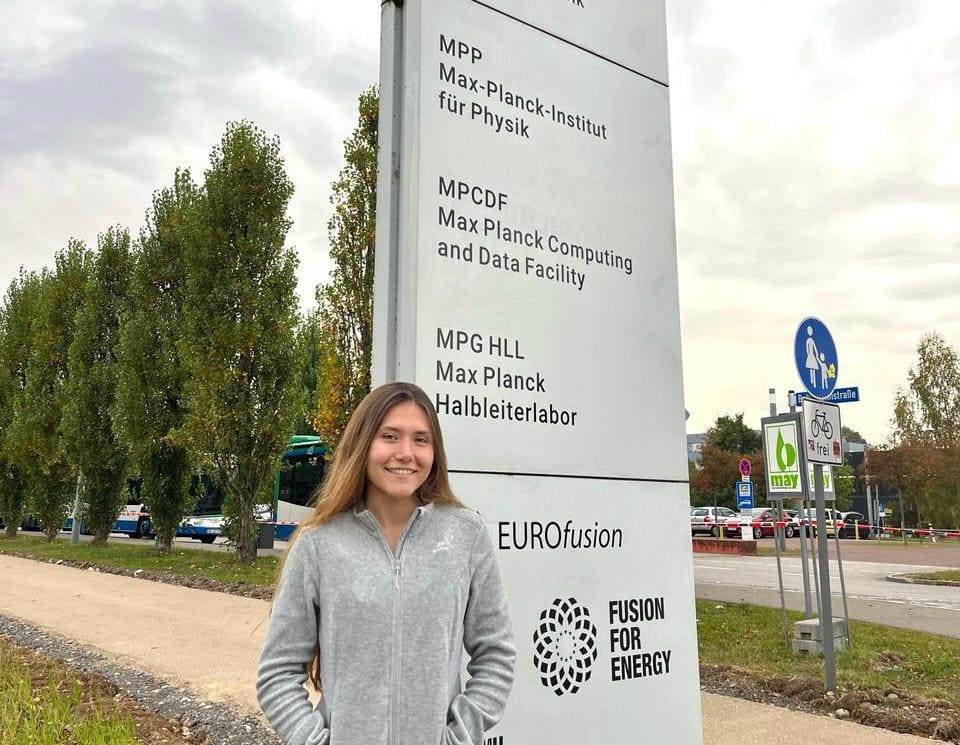 MPP
Max-Planck-Institut
für Physik
MPCDF
Max Planck Computing
and Data Facility
MPG HLL
Max Planck
Halbleiterlabor
EUROfusion
FUSION
FOR
ENERGY
frei
may
may